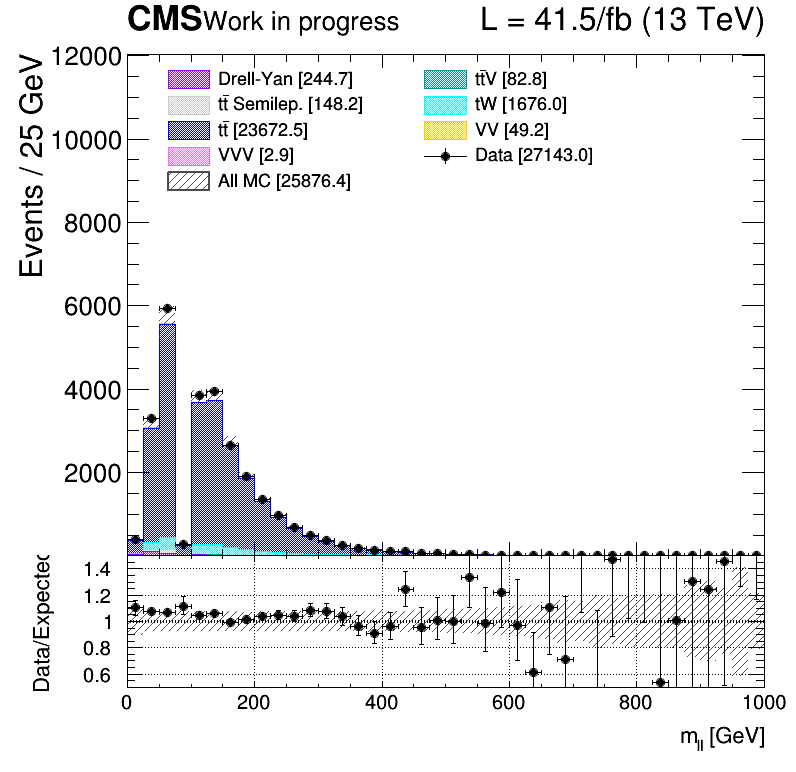 CMS Work in progress L = 41.5/fb (13 TeV)
Events / 25 GeV
12000
10000
8000
6000
4000
2000
Drell-Yan [244.7]
tt̄ Semilep. [148.2]
tt̄ [23672.5]
VVV [2.9]
All MC [25876.4]
tt̄V [82.8]
tW [1676.0]
VV [49.2]
Data [27143.0]
Data/Expected
1.4
1.2
1
0.8
0.6
0 200 400 600 800 1000
m_ll [GeV]